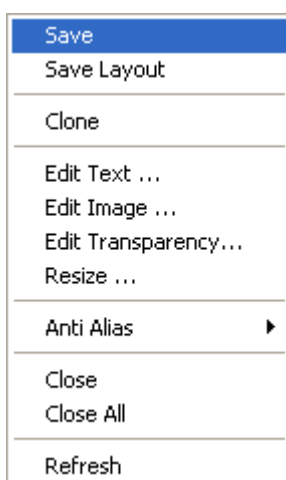 Save
Save Layout
Clone
Edit Text ...
Edit Image ...
Edit Transparency...
Resize ...
Anti Alias
Close
Close All
Refresh